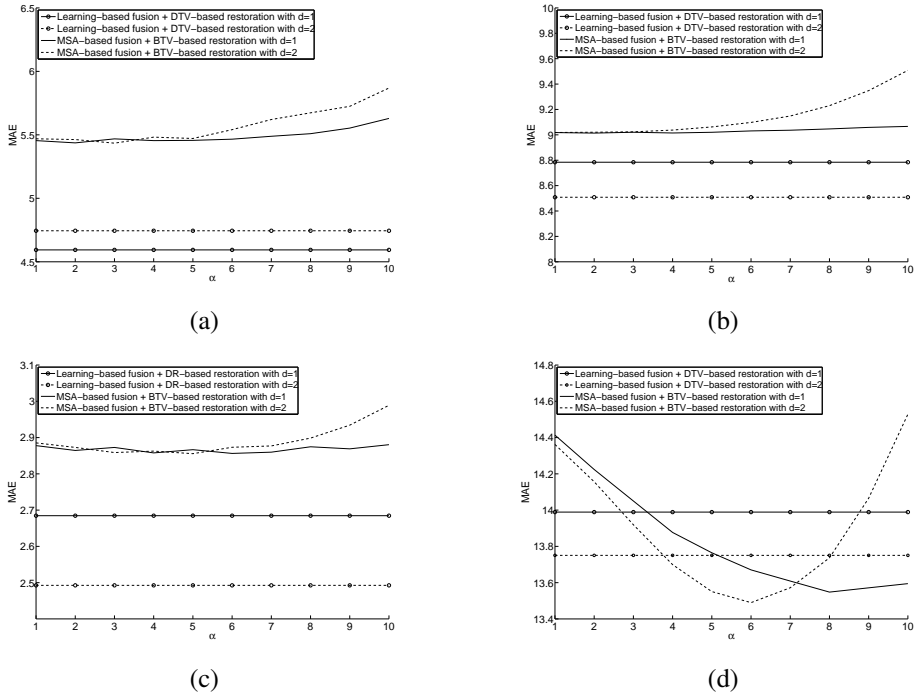 6.5
6
5.5
5
4.5
MAE
Learning-based fusion + DTV-based restoration with d=1
Learning-based fusion + DTV-based restoration with d=2
MSA-based fusion + BTV-based restoration with d=1
MSA-based fusion + BTV-based restoration with d=2
1 2 3 4 5 6 7 8 9 10
α
(a)
10
9.8
9.6
9.4
9.2
9
8.8
8.6
8.4
8.2
8
MAE
Learning-based fusion + DTV-based restoration with d=1
Learning-based fusion + DTV-based restoration with d=2
MSA-based fusion + BTV-based restoration with d=1
MSA-based fusion + BTV-based restoration with d=2
1 2 3 4 5 6 7 8 9 10
α
(b)
3.1
3
2.9
2.8
2.7
2.6
2.5
MAE
Learning-based fusion + DR-based restoration with d=1
Learning-based fusion + DR-based restoration with d=2
MSA-based fusion + BTV-based restoration with d=1
MSA-based fusion + BTV-based restoration with d=2
1 2 3 4 5 6 7 8 9 10
α
(c)
14.8
14.6
14.4
14.2
14
13.8
13.6
13.4
MAE
Learning-based fusion + DTV-based restoration with d=1
Learning-based fusion + DTV-based restoration with d=2
MSA-based fusion + BTV-based restoration with d=1
MSA-based fusion + BTV-based restoration with d=2
1 2 3 4 5 6 7 8 9 10
α
(d)